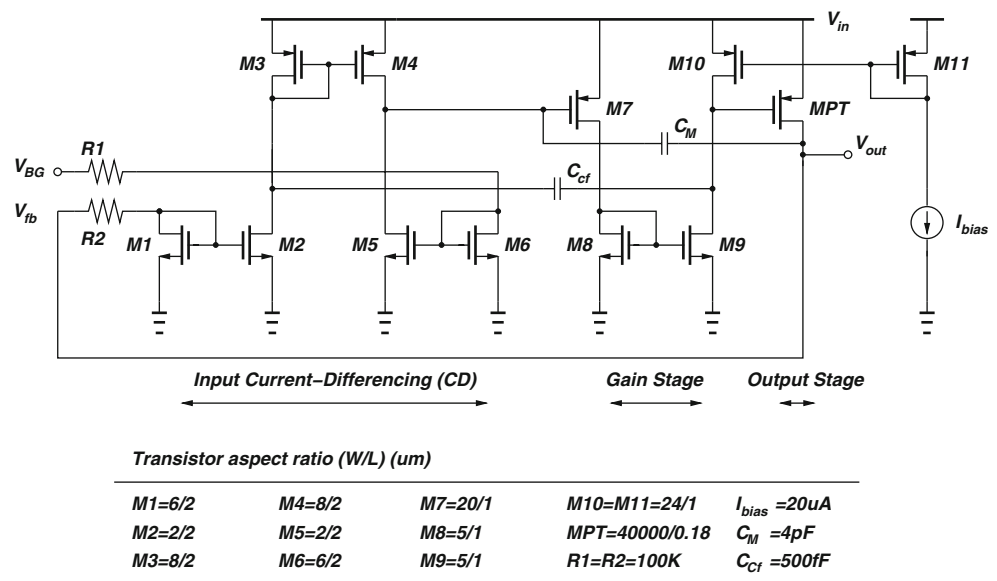 V_in
M3
M4
M10
M11
M7
MPT
C_M
V_out
R1
V_BG
C_cf
V_fb
R2
M1
M2
M5
M6
M8
M9
I_bias
Input Current–Differencing (CD)
Gain Stage
Output Stage
Transistor aspect ratio (W/L) (um)
M1=6/2 M4=8/2 M7=20/1 M10=M11=24/1 I_bias =20uA
M2=2/2 M5=2/2 M8=5/1 MPT=40000/0.18 C_M =4pF
M3=8/2 M6=6/2 M9=5/1 R1=R2=100K C_Cf =500fF